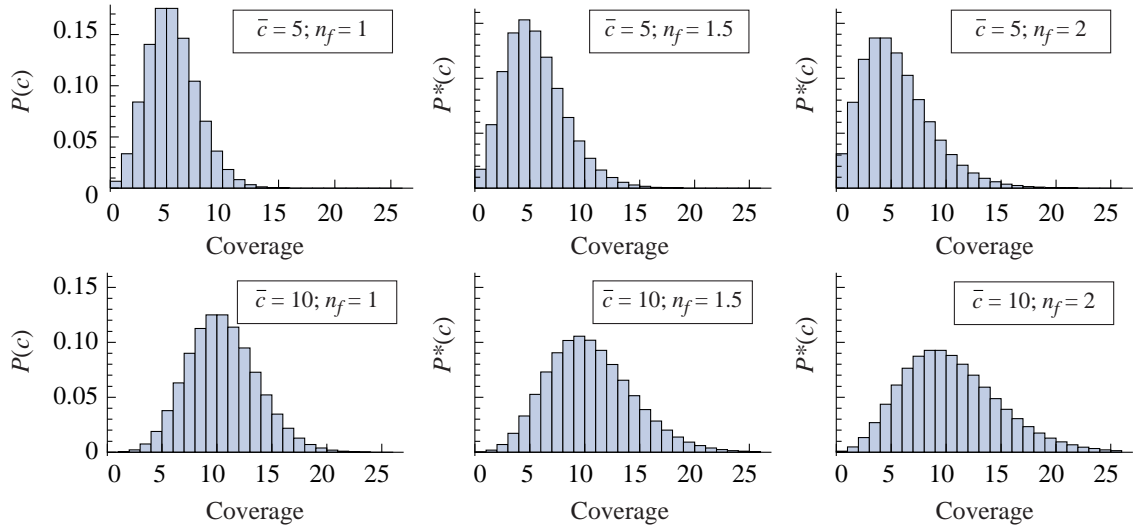 c̄ = 5; n_f = 1
c̄ = 5; n_f = 1.5
c̄ = 5; n_f = 2
P(c)
P*(c)
P*(c)
0.15
0.10
0.05
0
0 5 10 15 20 25
0 5 10 15 20 25
0 5 10 15 20 25
Coverage
Coverage
Coverage
c̄ = 10; n_f = 1
c̄ = 10; n_f = 1.5
c̄ = 10; n_f = 2
P(c)
P*(c)
P*(c)
0.15
0.10
0.05
0
0 5 10 15 20 25
0 5 10 15 20 25
0 5 10 15 20 25
Coverage
Coverage
Coverage